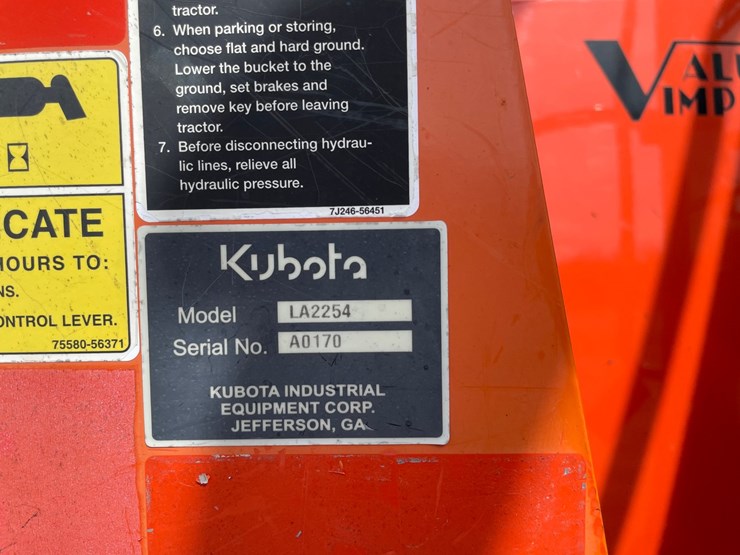 tractor.
6. When parking or storing,
choose flat and hard ground.
Lower the bucket to the
ground, set brakes and
remove key before leaving
tractor.
7. Before disconnecting hydrau-
lic lines, relieve all
hydraulic pressure.
7J246-56451
CATE
HOURS TO:
NS.
ONTROL LEVER.
75580-56371
Kubota
Model LA2254
Serial No. A0170
KUBOTA INDUSTRIAL
EQUIPMENT CORP.
JEFFERSON, GA
VALU
IMP